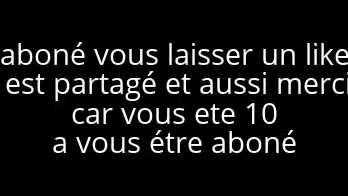 aboné vous laisser un like
est partagé et aussi merci
car vous ete 10
a vous étre aboné